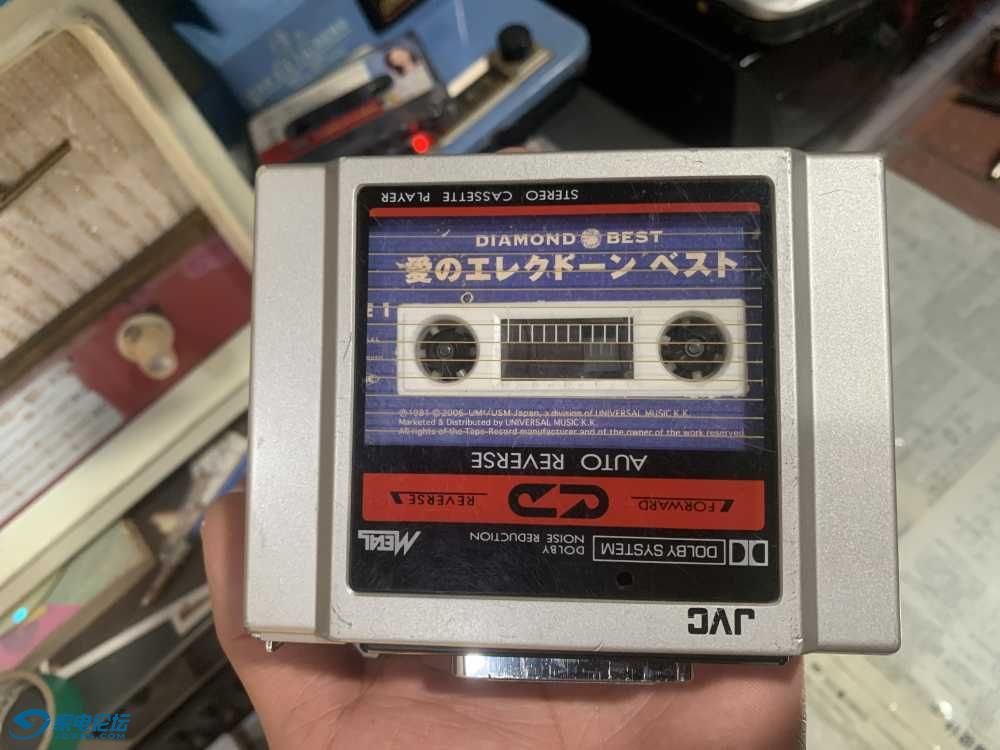 STEREO CASSETTE PLAYER
DIAMOND BEST
愛のエレクトーン ベスト
℗1981 © 2006 UM³/USM Japan, a division of UNIVERSAL MUSIC K.K.
Marketed & Distributed by UNIVERSAL MUSIC K.K.
All rights of the Tape-Record manufacturer and of the owner of the work reserved
AUTO REVERSE
FORWARD
REVERSE
DOLBY SYSTEM
DOLBY
NOISE REDUCTION
METAL
JVC